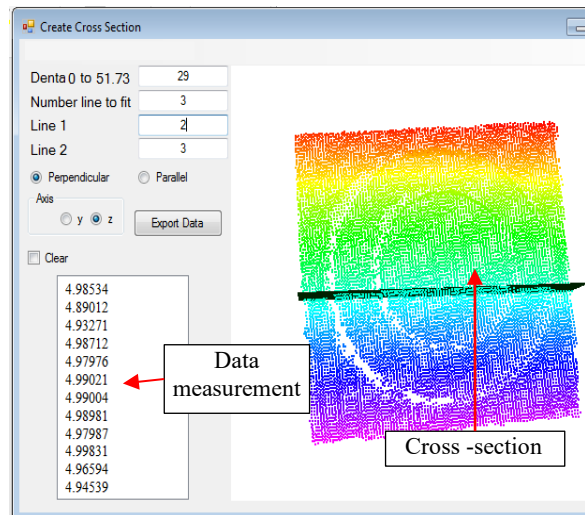 Create Cross Section
Denta 0 to 51.73 29
Number line to fit 3
Line 1 2
Line 2 3
Perpendicular Parallel
Axis
y z Export Data
Clear
4.98534
4.89012
4.93271
4.98712
4.97976
4.99021
4.99004
4.98981
4.97987
4.99831
4.96594
4.94539
Data
measurement
Cross -section